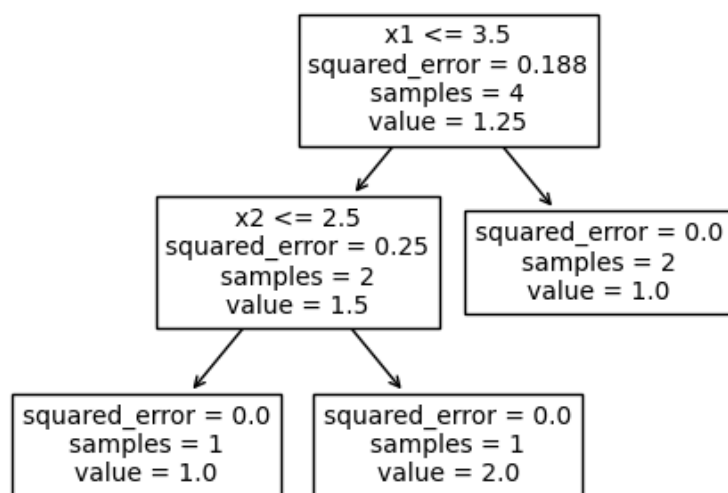 x1 <= 3.5
squared_error = 0.188
samples = 4
value = 1.25
x2 <= 2.5
squared_error = 0.25
samples = 2
value = 1.5
squared_error = 0.0
samples = 2
value = 1.0
squared_error = 0.0
samples = 1
value = 1.0
squared_error = 0.0
samples = 1
value = 2.0